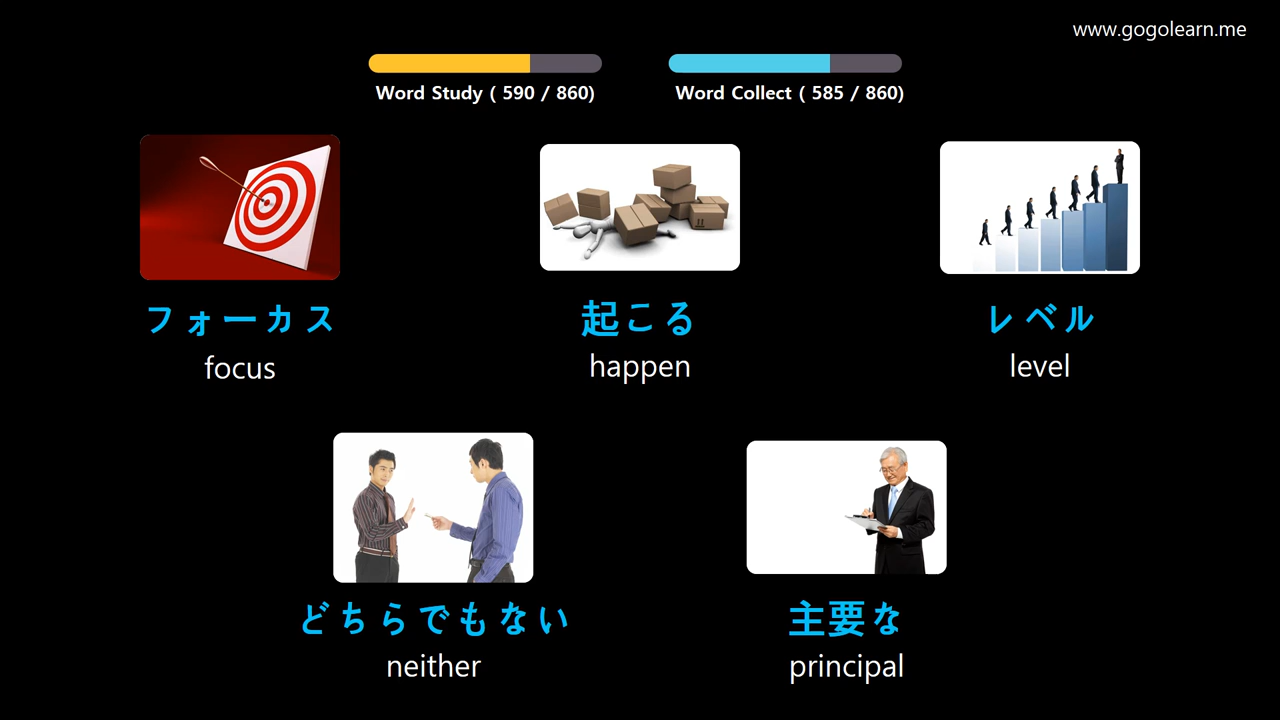 www.gogolearn.me
Word Study ( 590 / 860)
Word Collect ( 585 / 860)
フォーカス
focus
起こる
happen
レベル
level
どちらでもない
neither
主要な
principal